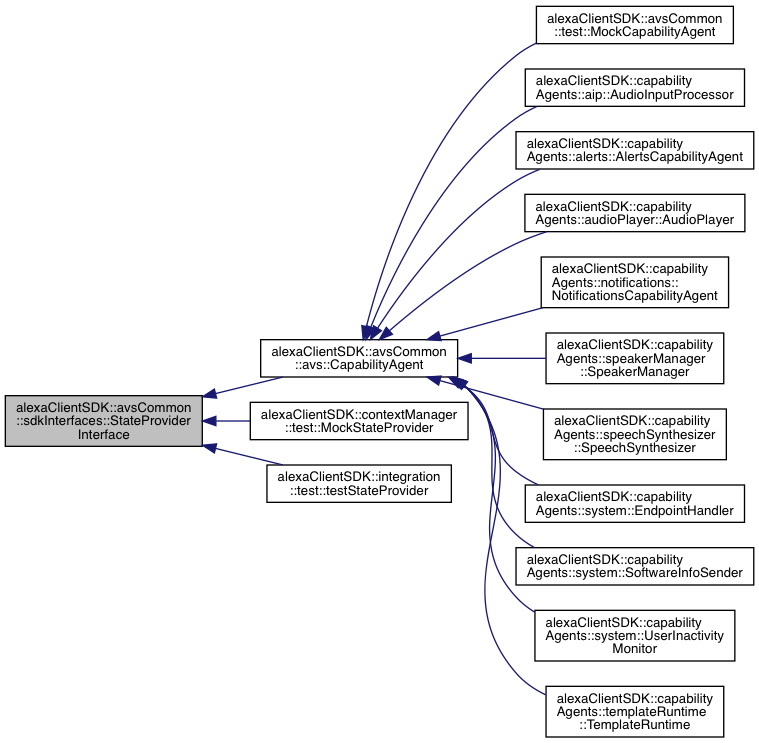 alexaClientSDK::avsCommon
::test::MockCapabilityAgent
alexaClientSDK::capability
Agents::aip::AudioInputProcessor
alexaClientSDK::capability
Agents::alerts::AlertsCapabilityAgent
alexaClientSDK::capability
Agents::audioPlayer::AudioPlayer
alexaClientSDK::capability
Agents::notifications::
NotificationsCapabilityAgent
alexaClientSDK::avsCommon
::avs::CapabilityAgent
alexaClientSDK::capability
Agents::speakerManager
::SpeakerManager
alexaClientSDK::avsCommon
::sdkInterfaces::StateProvider
Interface
alexaClientSDK::contextManager
::test::MockStateProvider
alexaClientSDK::capability
Agents::speechSynthesizer
::SpeechSynthesizer
alexaClientSDK::integration
::test::testStateProvider
alexaClientSDK::capability
Agents::system::EndpointHandler
alexaClientSDK::capability
Agents::system::SoftwareInfoSender
alexaClientSDK::capability
Agents::system::UserInactivity
Monitor
alexaClientSDK::capability
Agents::templateRuntime
::TemplateRuntime